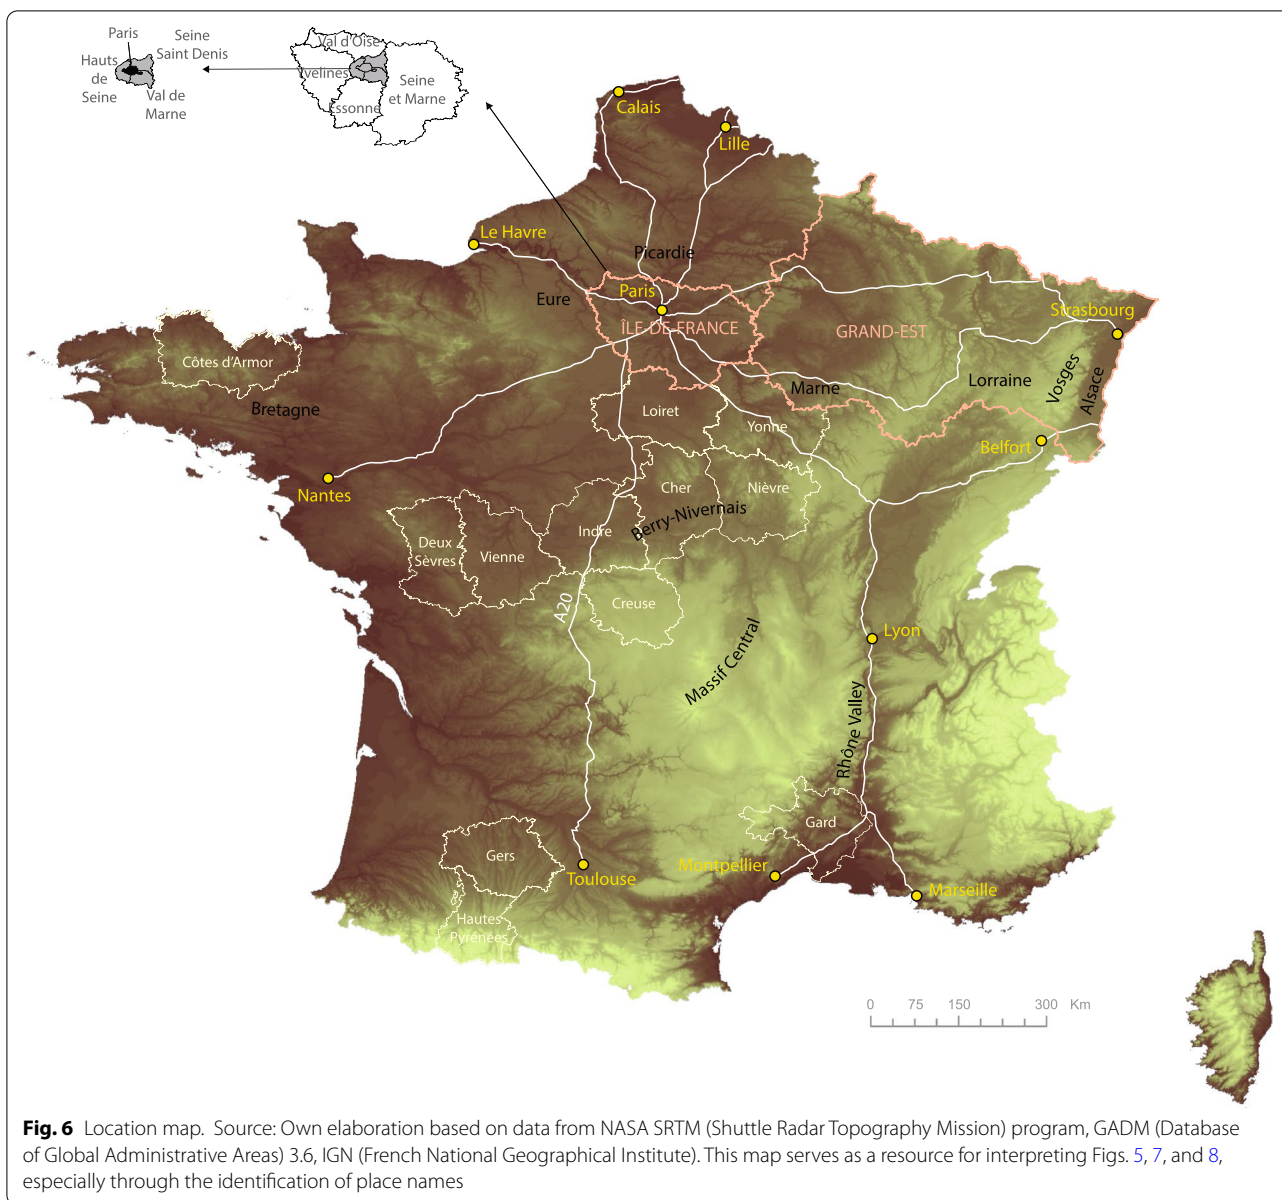 Paris
Seine
Saint Denis
Hauts
de
Seine
Val de
Marne
Val d'Oise
Yvelines
Seine
et Marne
Essonne
Calais
Lille
Le Havre
Picardie
Eure
Paris
ÎLE DE FRANCE
GRAND-EST
Strasbourg
Côtes d'Armor
Bretagne
Marne
Lorraine
Vosges
Alsace
Loiret
Yonne
Belfort
Nantes
Cher
Nièvre
Berry-Nivernais
Indre
Deux
Sèvres
Vienne
A20
Creuse
Lyon
Massif Central
Rhône Valley
Gard
Gers
Toulouse
Montpellier
Marseille
Hautes
Pyrénées
0 75 150 300 Km
Fig. 6 Location map. Source: Own elaboration based on data from NASA SRTM (Shuttle Radar Topography Mission) program, GADM (Database
of Global Administrative Areas) 3.6, IGN (French National Geographical Institute). This map serves as a resource for interpreting Figs. 5, 7, and 8,
especially through the identification of place names